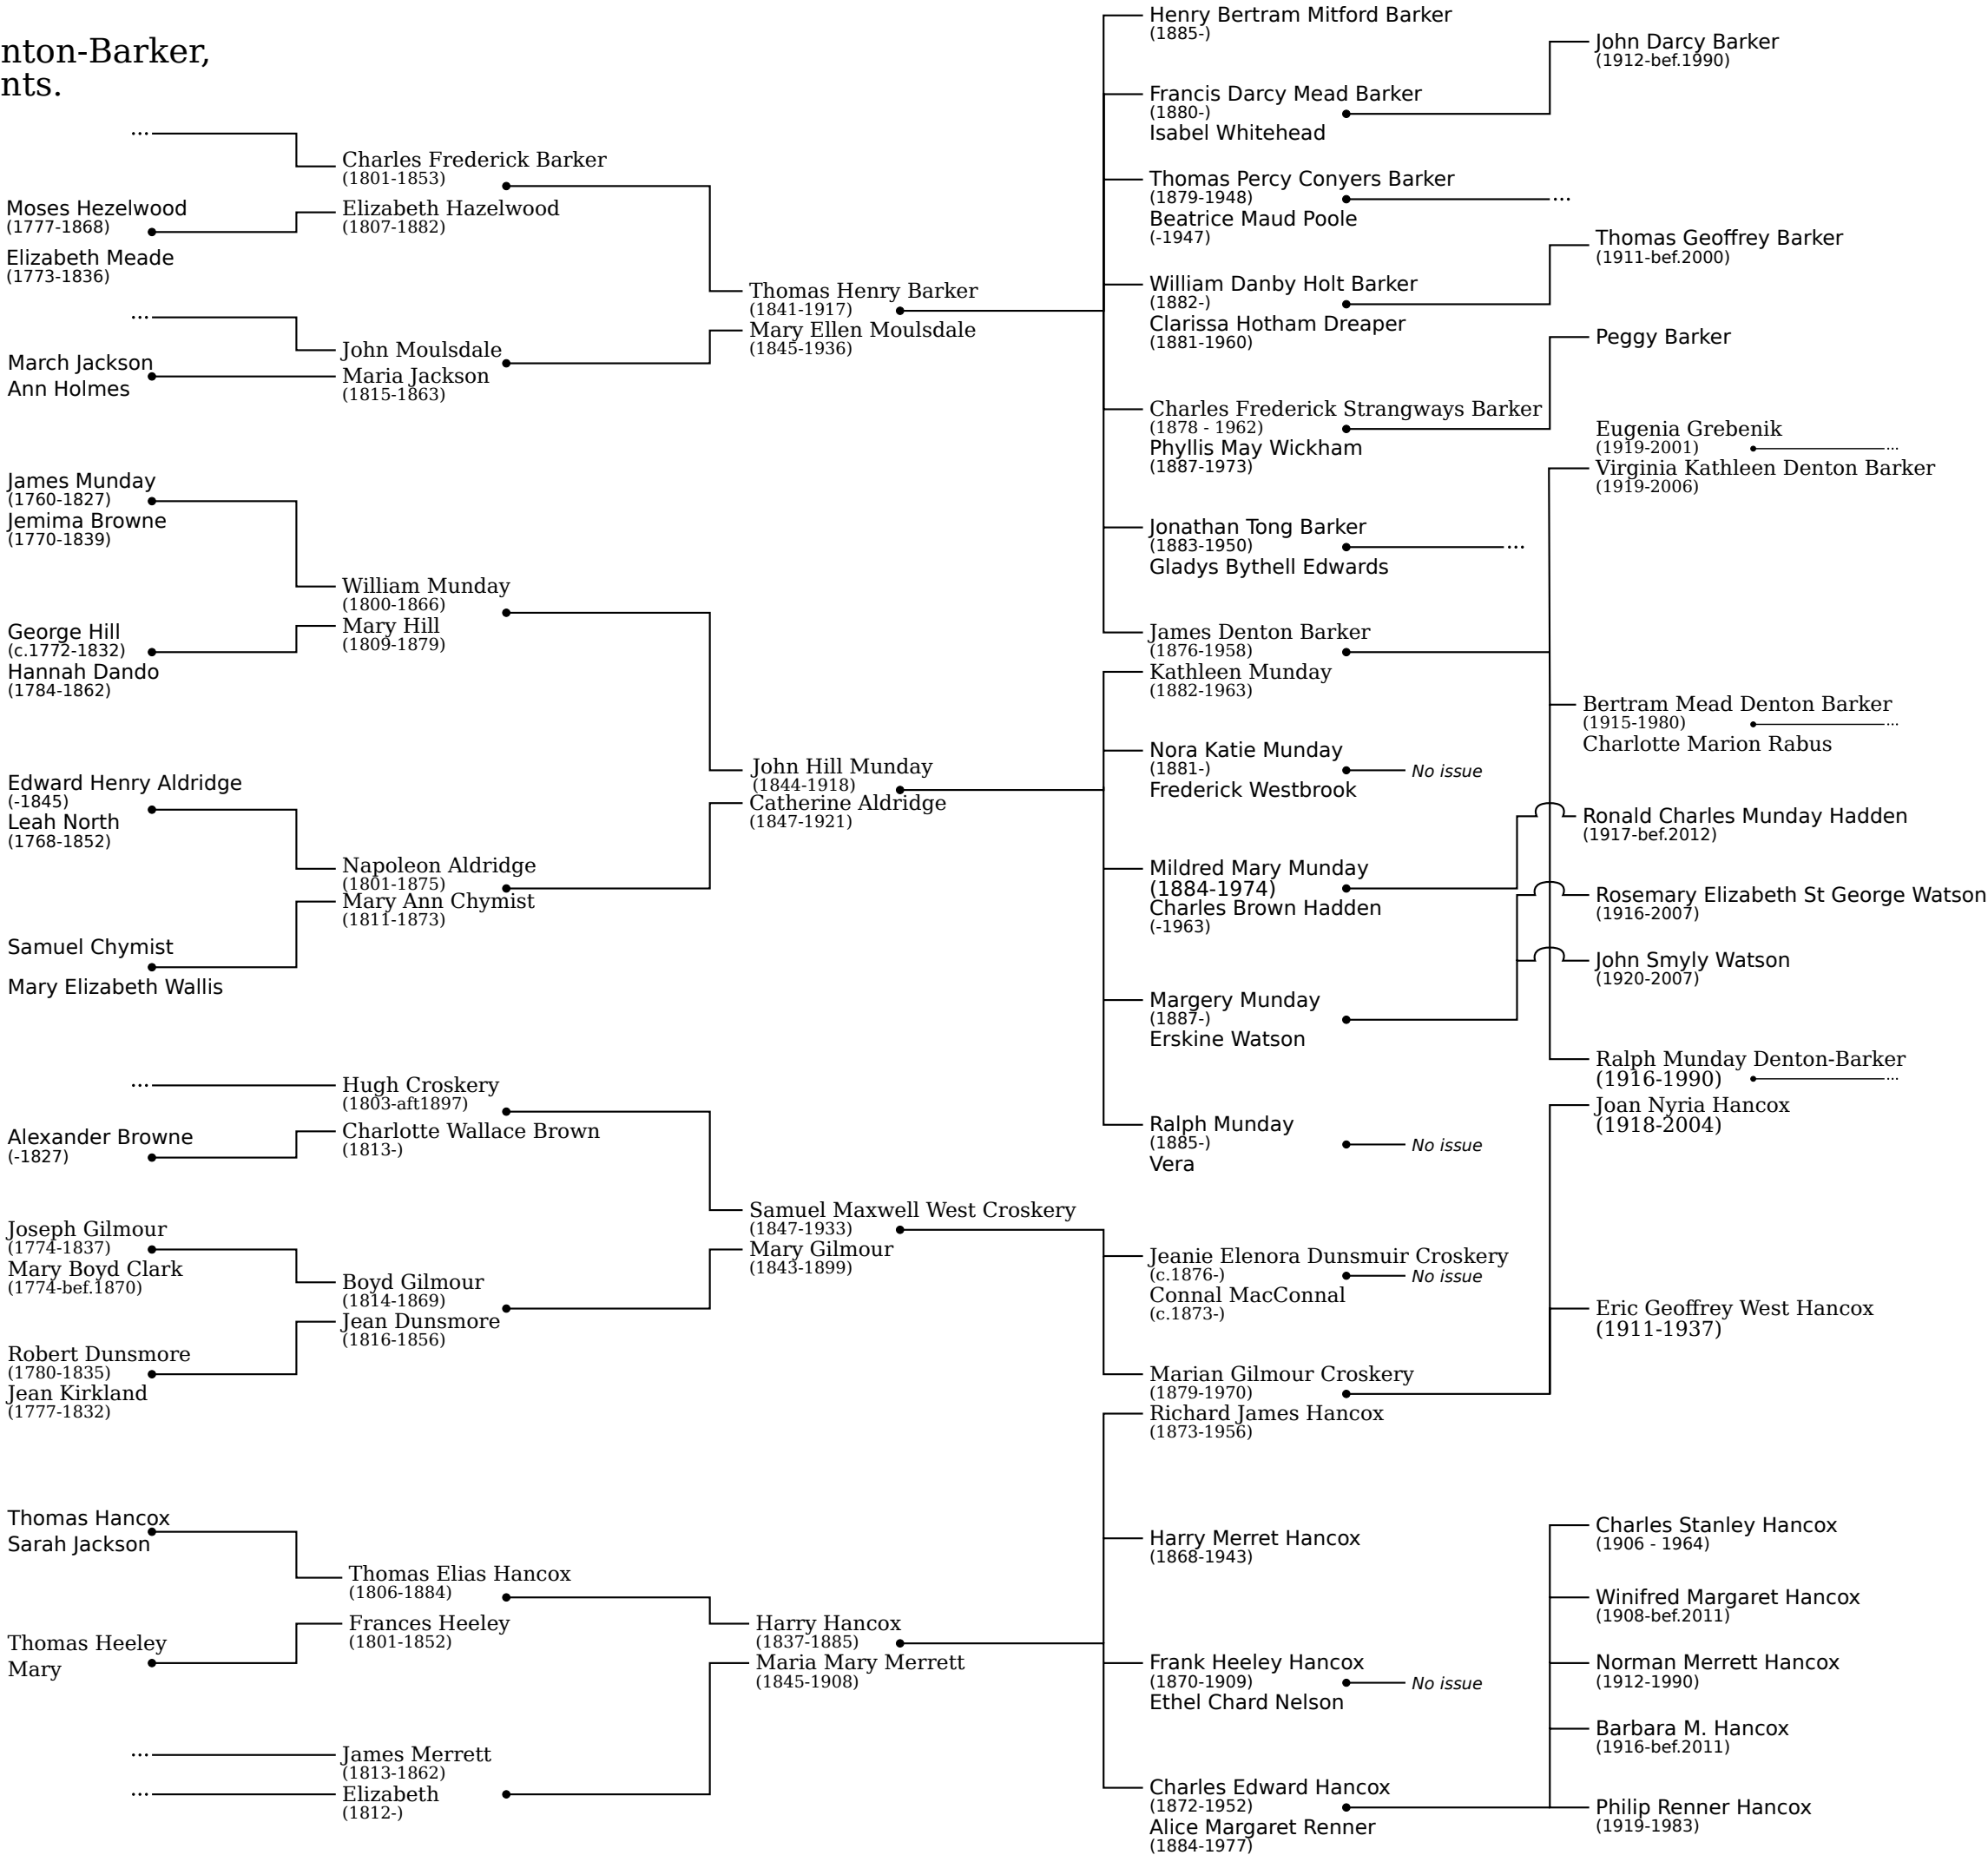 nton-Barker,
nts.
...
Moses Hezelwood
(1777-1868)
Elizabeth Meade
(1773-1836)
...
March Jackson
Ann Holmes
James Munday
(1760-1827)
Jemima Browne
(1770-1839)
George Hill
(c.1772-1832)
Hannah Dando
(1784-1862)
Edward Henry Aldridge
(-1845)
Leah North
(1768-1852)
Samuel Chymist
Mary Elizabeth Wallis
...
Alexander Browne
(-1827)
Joseph Gilmour
(1774-1837)
Mary Boyd Clark
(1774-bef.1870)
Robert Dunsmore
(1780-1835)
Jean Kirkland
(1777-1832)
Thomas Hancox
Sarah Jackson
Thomas Heeley
Mary
...
...
Charles Frederick Barker
(1801-1853)
Elizabeth Hazelwood
(1807-1882)
John Moulsdale
Maria Jackson
(1815-1863)
William Munday
(1800-1866)
Mary Hill
(1809-1879)
Napoleon Aldridge
(1801-1875)
Mary Ann Chymist
(1811-1873)
Hugh Croskery
(1803-aft1897)
Charlotte Wallace Brown
(1813-)
Boyd Gilmour
(1814-1869)
Jean Dunsmore
(1816-1856)
Thomas Elias Hancox
(1806-1884)
Frances Heeley
(1801-1852)
James Merrett
(1813-1862)
Elizabeth
(1812-)
Thomas Henry Barker
(1841-1917)
Mary Ellen Moulsdale
(1845-1936)
John Hill Munday
(1844-1918)
Catherine Aldridge
(1847-1921)
Samuel Maxwell West Croskery
(1847-1933)
Mary Gilmour
(1843-1899)
Harry Hancox
(1837-1885)
Maria Mary Merrett
(1845-1908)
Henry Bertram Mitford Barker
(1885-)
Francis Darcy Mead Barker
(1880-)
Isabel Whitehead
Thomas Percy Conyers Barker
(1879-1948)
...
Beatrice Maud Poole
(-1947)
William Danby Holt Barker
(1882-)
Clarissa Hotham Dreaper
(1881-1960)
Charles Frederick Strangways Barker
(1878 - 1962)
Phyllis May Wickham
(1887-1973)
Jonathan Tong Barker
(1883-1950)
...
Gladys Bythell Edwards
James Denton Barker
(1876-1958)
Kathleen Munday
(1882-1963)
Nora Katie Munday
(1881-)
No issue
Frederick Westbrook
Mildred Mary Munday
(1884-1974)
Charles Brown Hadden
(-1963)
Margery Munday
(1887-)
Erskine Watson
Ralph Munday
(1885-)
No issue
Vera
Jeanie Elenora Dunsmuir Croskery
(c.1876-)
No issue
Connal MacConnal
(c.1873-)
Marian Gilmour Croskery
(1879-1970)
Richard James Hancox
(1873-1956)
Harry Merret Hancox
(1868-1943)
Frank Heeley Hancox
(1870-1909)
No issue
Ethel Chard Nelson
Charles Edward Hancox
(1872-1952)
Alice Margaret Renner
(1884-1977)
John Darcy Barker
(1912-bef.1990)
Thomas Geoffrey Barker
(1911-bef.2000)
Peggy Barker
Eugenia Grebenik
(1919-2001)
...
Virginia Kathleen Denton Barker
(1919-2006)
Bertram Mead Denton Barker
(1915-1980)
...
Charlotte Marion Rabus
Ronald Charles Munday Hadden
(1917-bef.2012)
Rosemary Elizabeth St George Watson
(1916-2007)
John Smyly Watson
(1920-2007)
Ralph Munday Denton-Barker
(1916-1990)
...
Joan Nyria Hancox
(1918-2004)
Eric Geoffrey West Hancox
(1911-1937)
Charles Stanley Hancox
(1906 - 1964)
Winifred Margaret Hancox
(1908-bef.2011)
Norman Merrett Hancox
(1912-1990)
Barbara M. Hancox
(1916-bef.2011)
Philip Renner Hancox
(1919-1983)